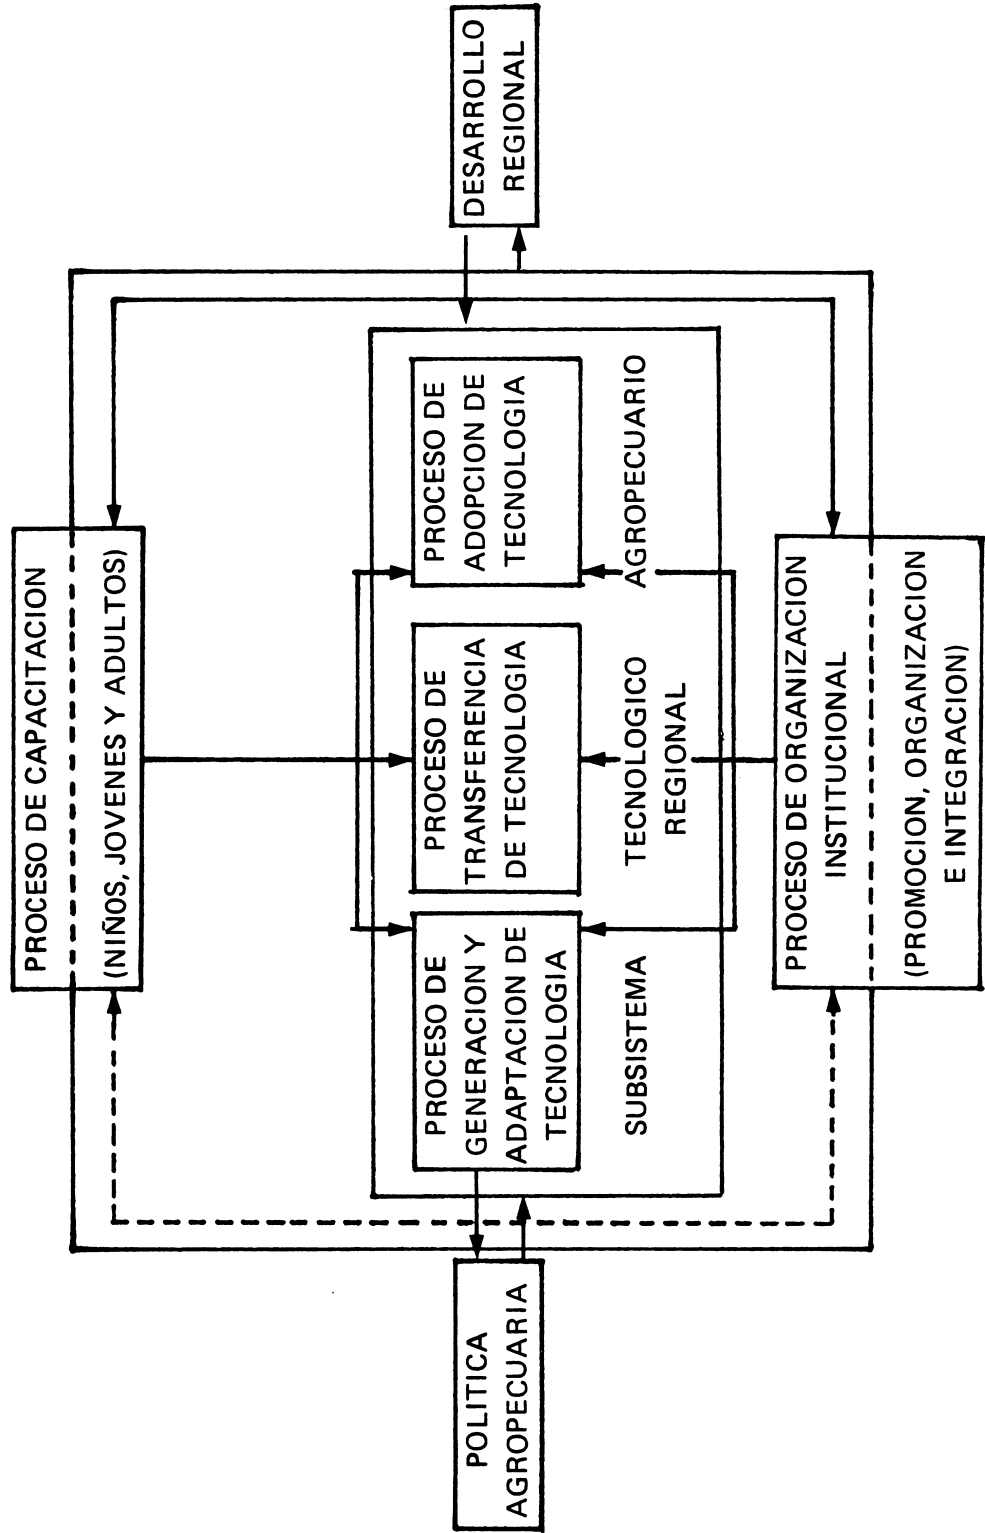 PROCESO DE CAPACITACION
(NIÑOS, JOVENES Y ADULTOS)
POLITICA
AGROPECUARIA
PROCESO DE
GENERACION Y
ADAPTACION DE
TECNOLOGIA
PROCESO DE
TRANSFERENCIA
DE TECNOLOGIA
PROCESO DE
ADOPCION DE
TECNOLOGIA
DESARROLLO
REGIONAL
SUBSISTEMA
TECNOLOGICO
REGIONAL
AGROPECUARIO
PROCESO DE ORGANIZACION
INSTITUCIONAL
(PROMOCION, ORGANIZACION
E INTEGRACION)